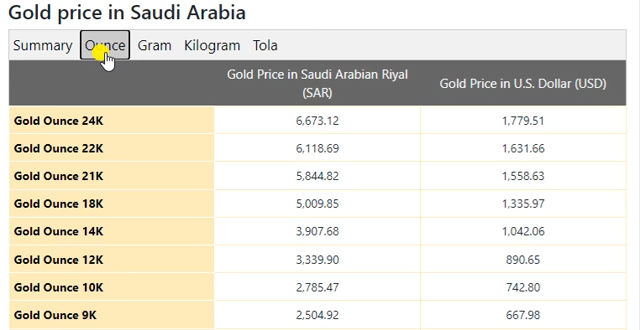 Gold price in Saudi Arabia
Summary Ounce Gram Kilogram Tola
Gold Price in Saudi Arabian Riyal (SAR) Gold Price in U.S. Dollar (USD)
Gold Ounce 24K 6,673.12 1,779.51
Gold Ounce 22K 6,118.69 1,631.66
Gold Ounce 21K 5,844.82 1,558.63
Gold Ounce 18K 5,009.85 1,335.97
Gold Ounce 14K 3,907.68 1,042.06
Gold Ounce 12K 3,339.90 890.65
Gold Ounce 10K 2,785.47 742.80
Gold Ounce 9K 2,504.92 667.98